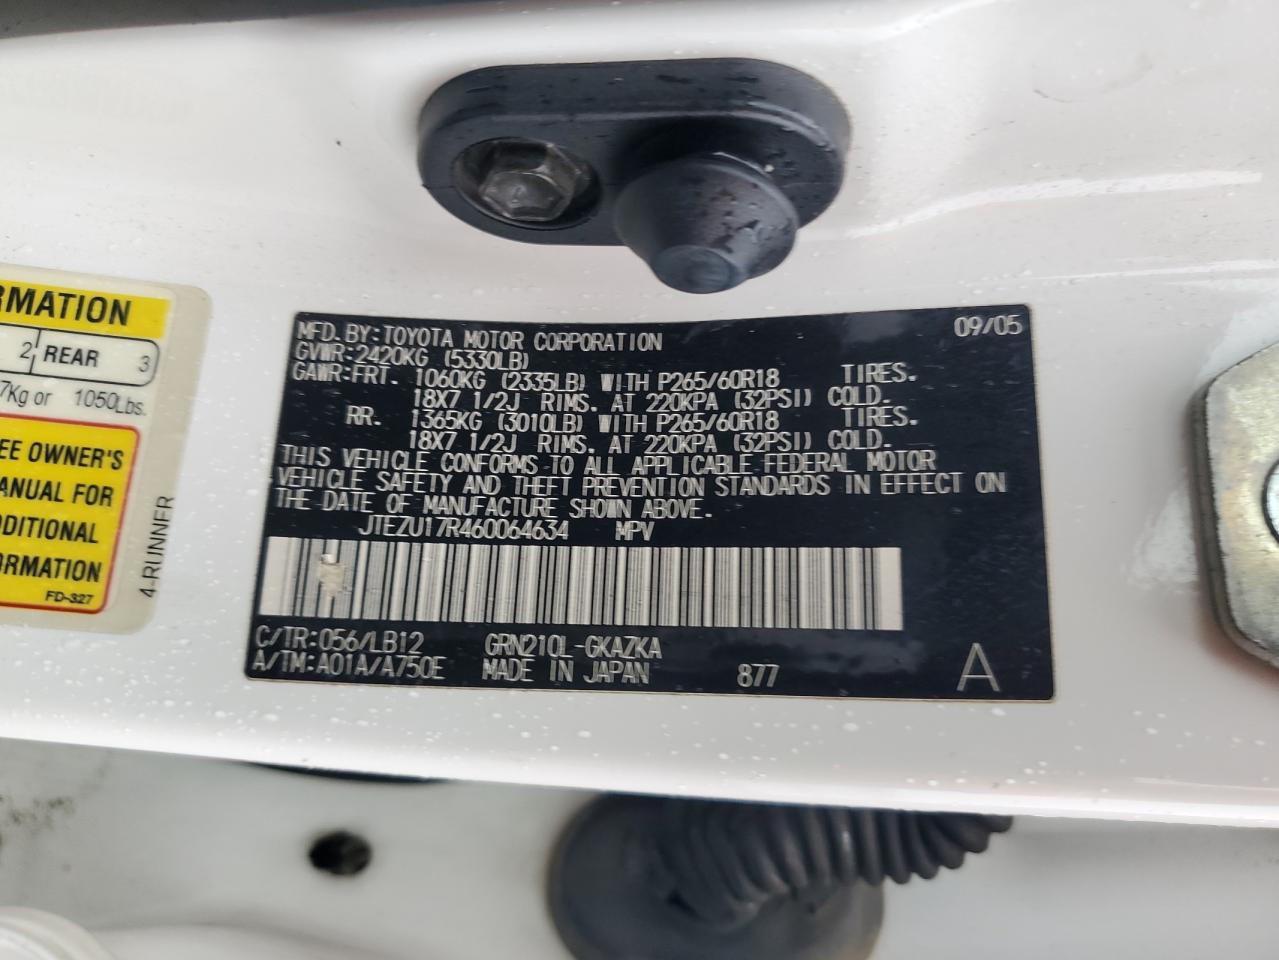 RMATION
2 REAR 3
7Kg or 1050Lbs.
EE OWNER'S
ANUAL FOR
DDITIONAL
RMATION
FD-327
4-RUNNER
MFD. BY: TOYOTA MOTOR CORPORATION 09/05
GVWR: 2420KG (5330LB)
GAWR: FRT. 1060KG (2335LB) WITH P265/60R18 TIRES.
18X7 1/2J RIMS. AT 220KPA (32PSI) COLD.
RR. 1365KG (3010LB) WITH P265/60R18 TIRES.
18X7 1/2J RIMS. AT 220KPA (32PSI) COLD.
THIS VEHICLE CONFORMS TO ALL APPLICABLE FEDERAL MOTOR
VEHICLE SAFETY AND THEFT PREVENTION STANDARDS IN EFFECT ON
THE DATE OF MANUFACTURE SHOWN ABOVE.
JTEZU17R460064634 MPV
C/TR: 056/LB12 GRN210L-GKAZKA
A/TM: A01A/A750E MADE IN JAPAN 877 A